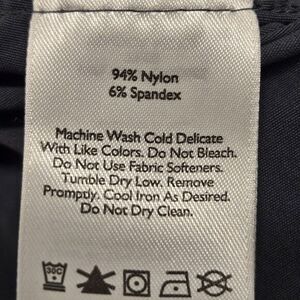 94% Nylon
6% Spandex
Machine Wash Cold Delicate
With Like Colors. Do Not Bleach.
Do Not Use Fabric Softeners.
Tumble Dry Low. Remove
Promptly. Cool Iron As Desired.
Do Not Dry Clean.
30C